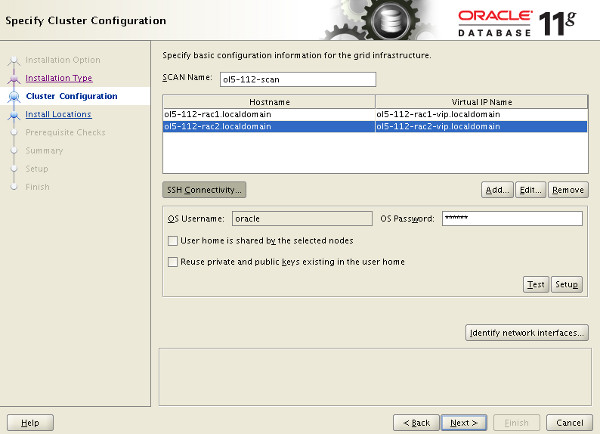 Specify Cluster Configuration
ORACLE
DATABASE 11g
Installation Option
Installation Type
Cluster Configuration
Install Locations
Prerequisite Checks
Summary
Setup
Finish
Specify basic configuration information for the grid infrastructure.
SCAN Name: ol5-112-scan
Hostname Virtual IP Name
ol5-112-rac1.localdomain ol5-112-rac1-vip.localdomain
ol5-112-rac2.localdomain ol5-112-rac2-vip.localdomain
SSH Connectivity... Add... Edit... Remove
OS Username: oracle OS Password: ******
User home is shared by the selected nodes
Reuse private and public keys existing in the user home
Test Setup
Identify network interfaces...
Help < Back Next > Finish Cancel